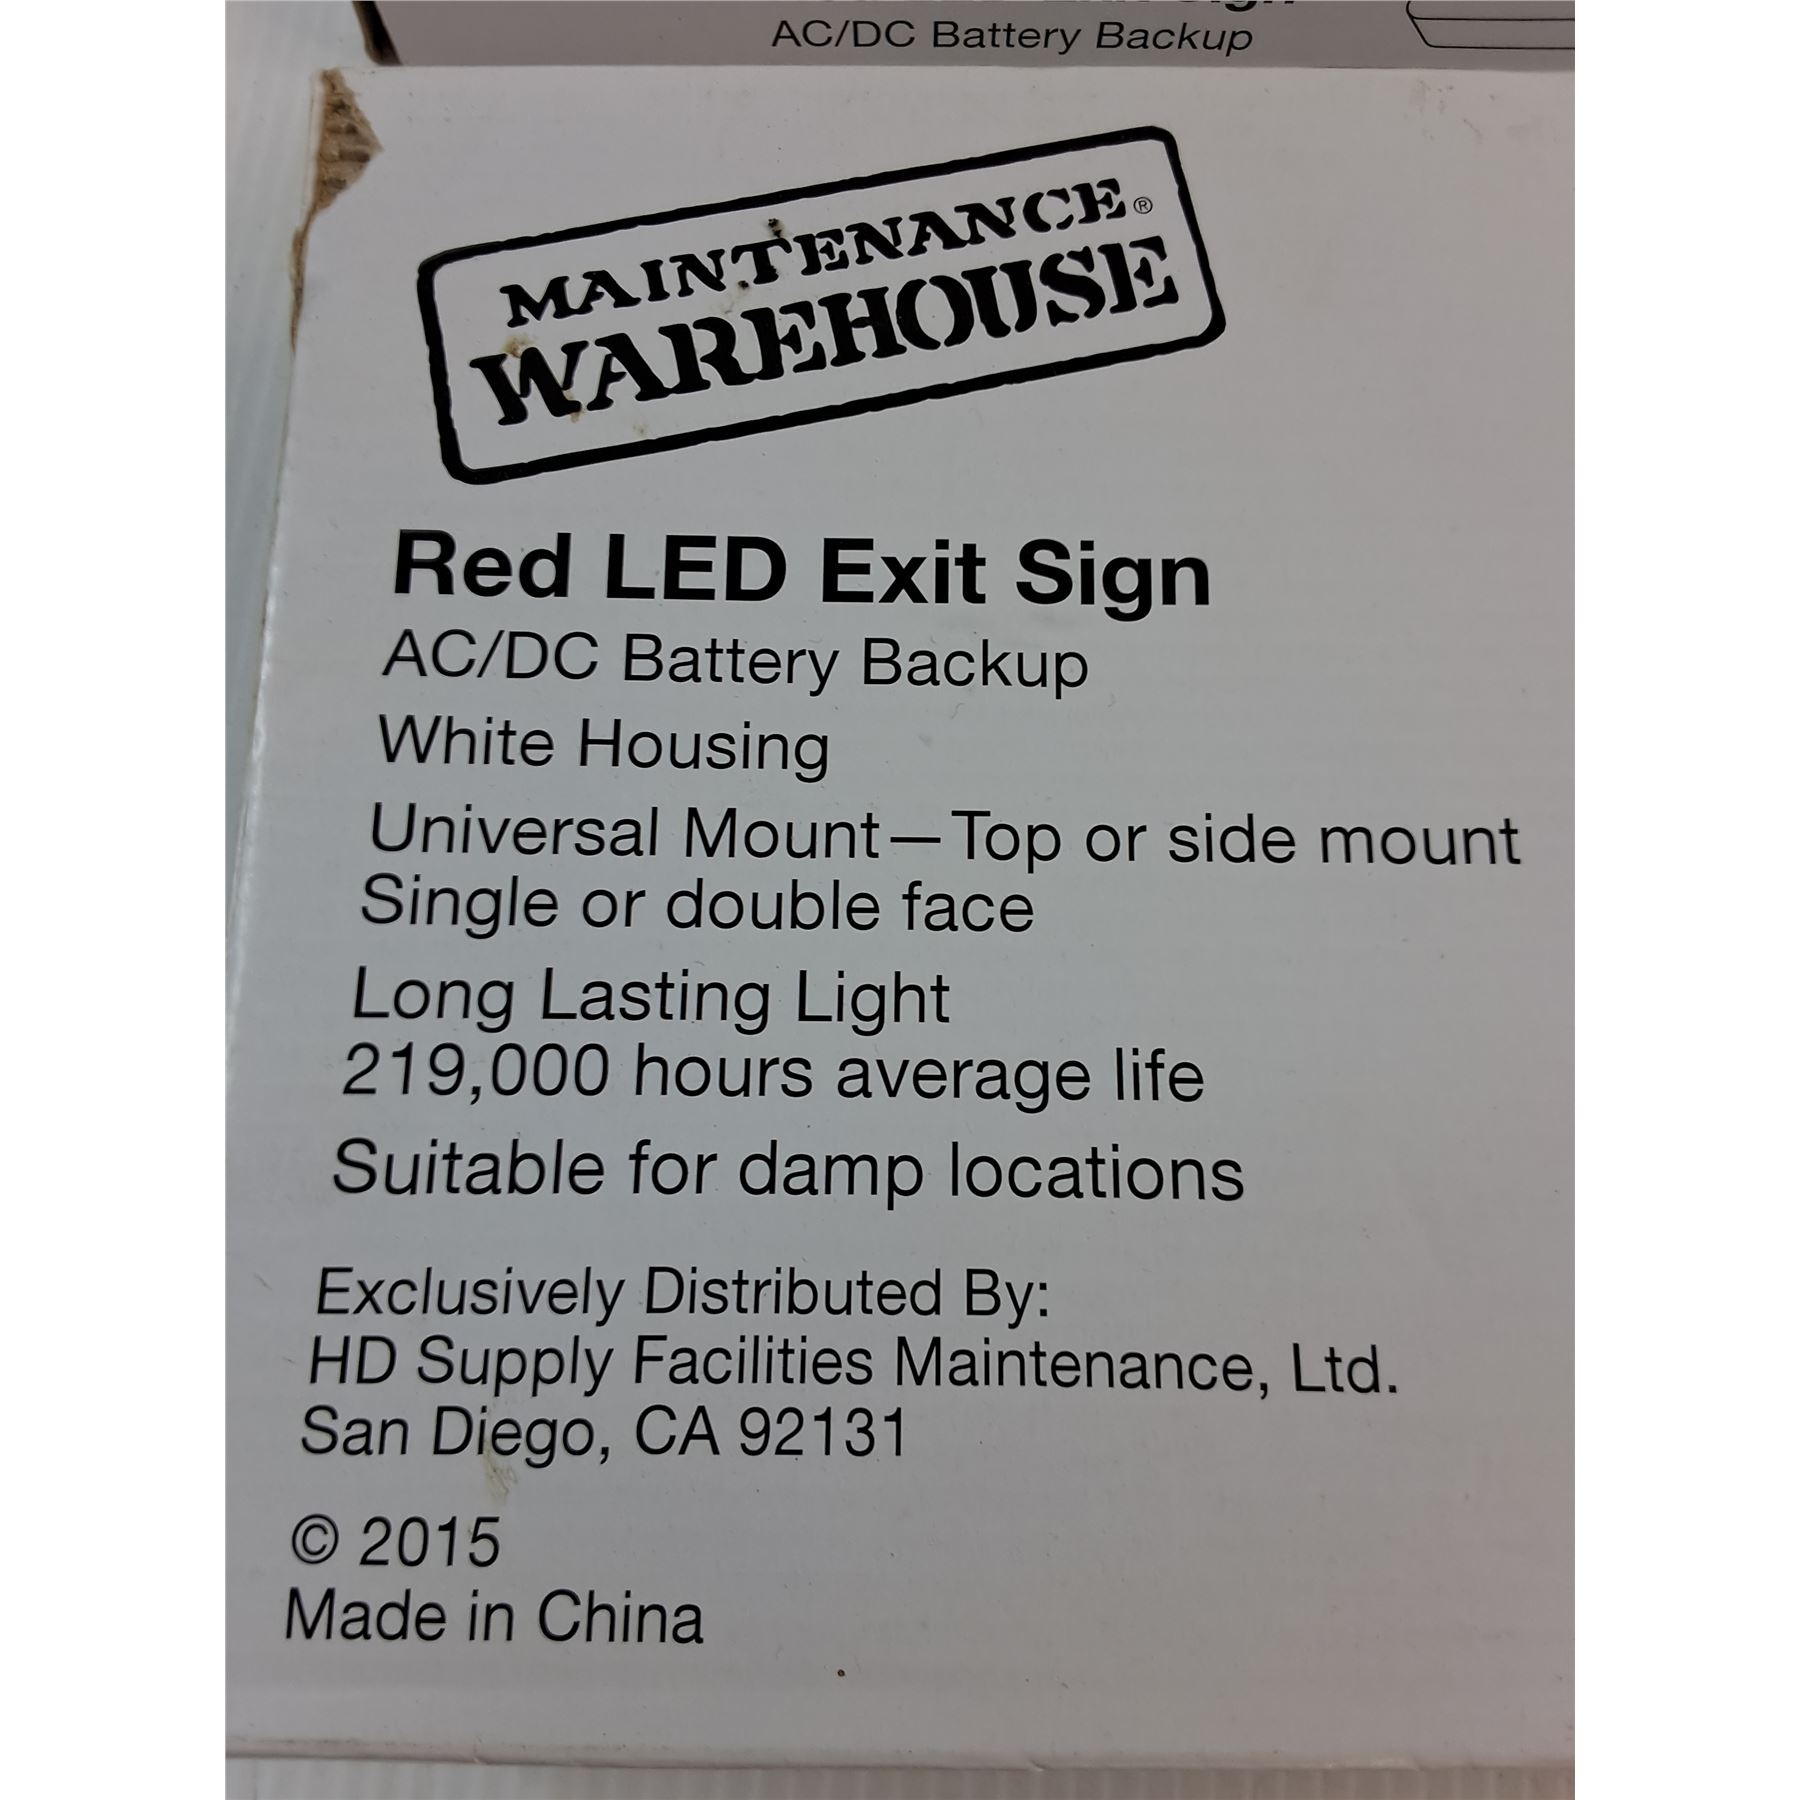 AC/DC Battery Backup
MAINTENANCE®
WAREHOUSE
Red LED Exit Sign
AC/DC Battery Backup
White Housing
Universal Mount—Top or side mount
Single or double face
Long Lasting Light
219,000 hours average life
Suitable for damp locations
Exclusively Distributed By:
HD Supply Facilities Maintenance, Ltd.
San Diego, CA 92131
© 2015
Made in China